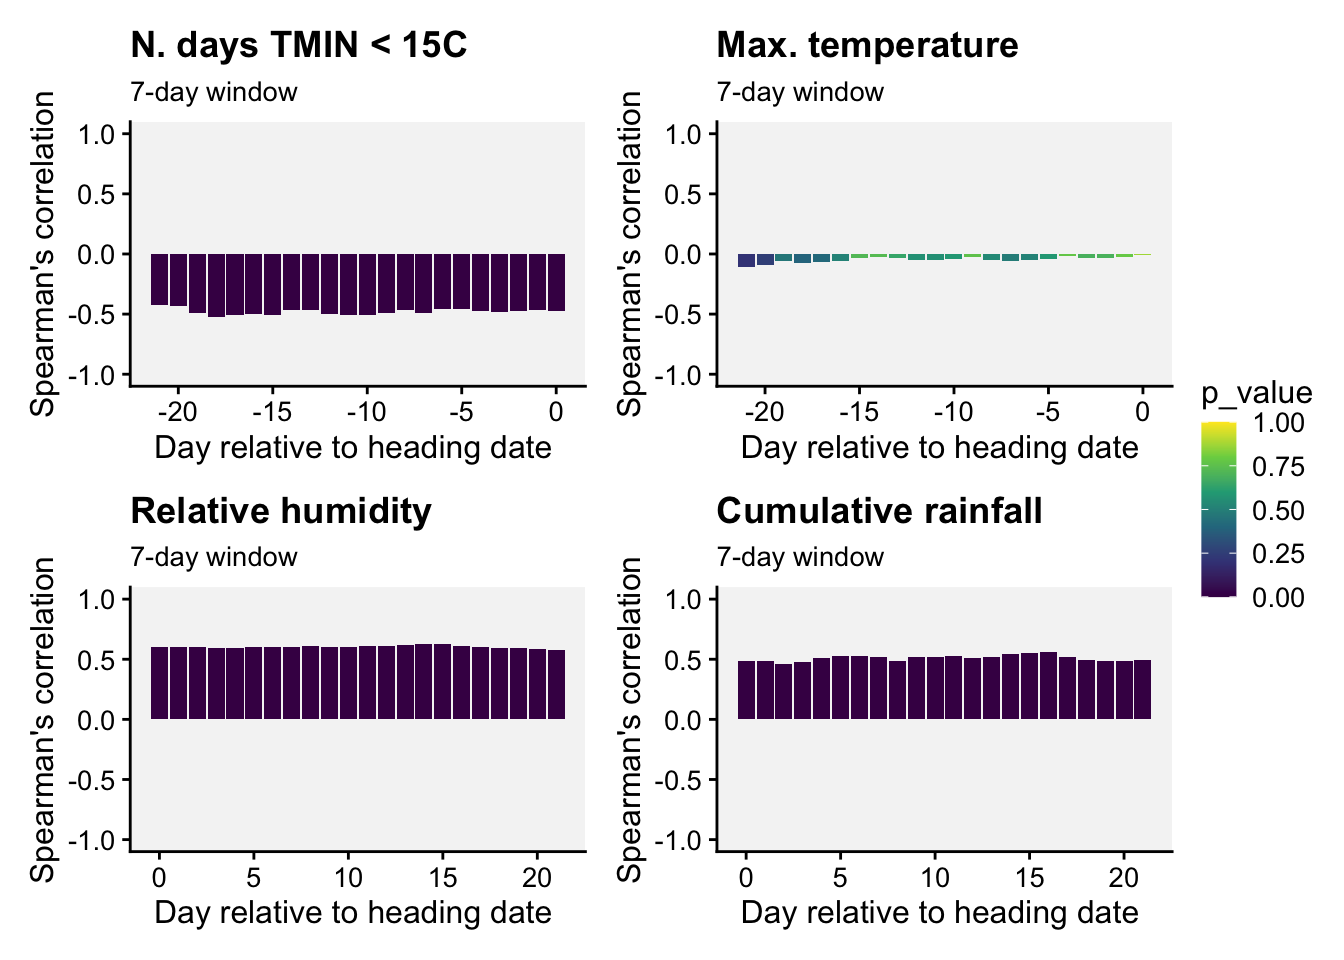 N. days TMIN < 15C
7-day window
Spearman's correlation
1.0
0.5
0.0
-0.5
-1.0
-20 -15 -10 -5 0
Day relative to heading date
Max. temperature
7-day window
Spearman's correlation
1.0
0.5
0.0
-0.5
-1.0
-20 -15 -10 -5 0
Day relative to heading date
Relative humidity
7-day window
Spearman's correlation
1.0
0.5
0.0
-0.5
-1.0
0 5 10 15 20
Day relative to heading date
Cumulative rainfall
7-day window
Spearman's correlation
1.0
0.5
0.0
-0.5
-1.0
0 5 10 15 20
Day relative to heading date
p_value
1.00
0.75
0.50
0.25
0.00